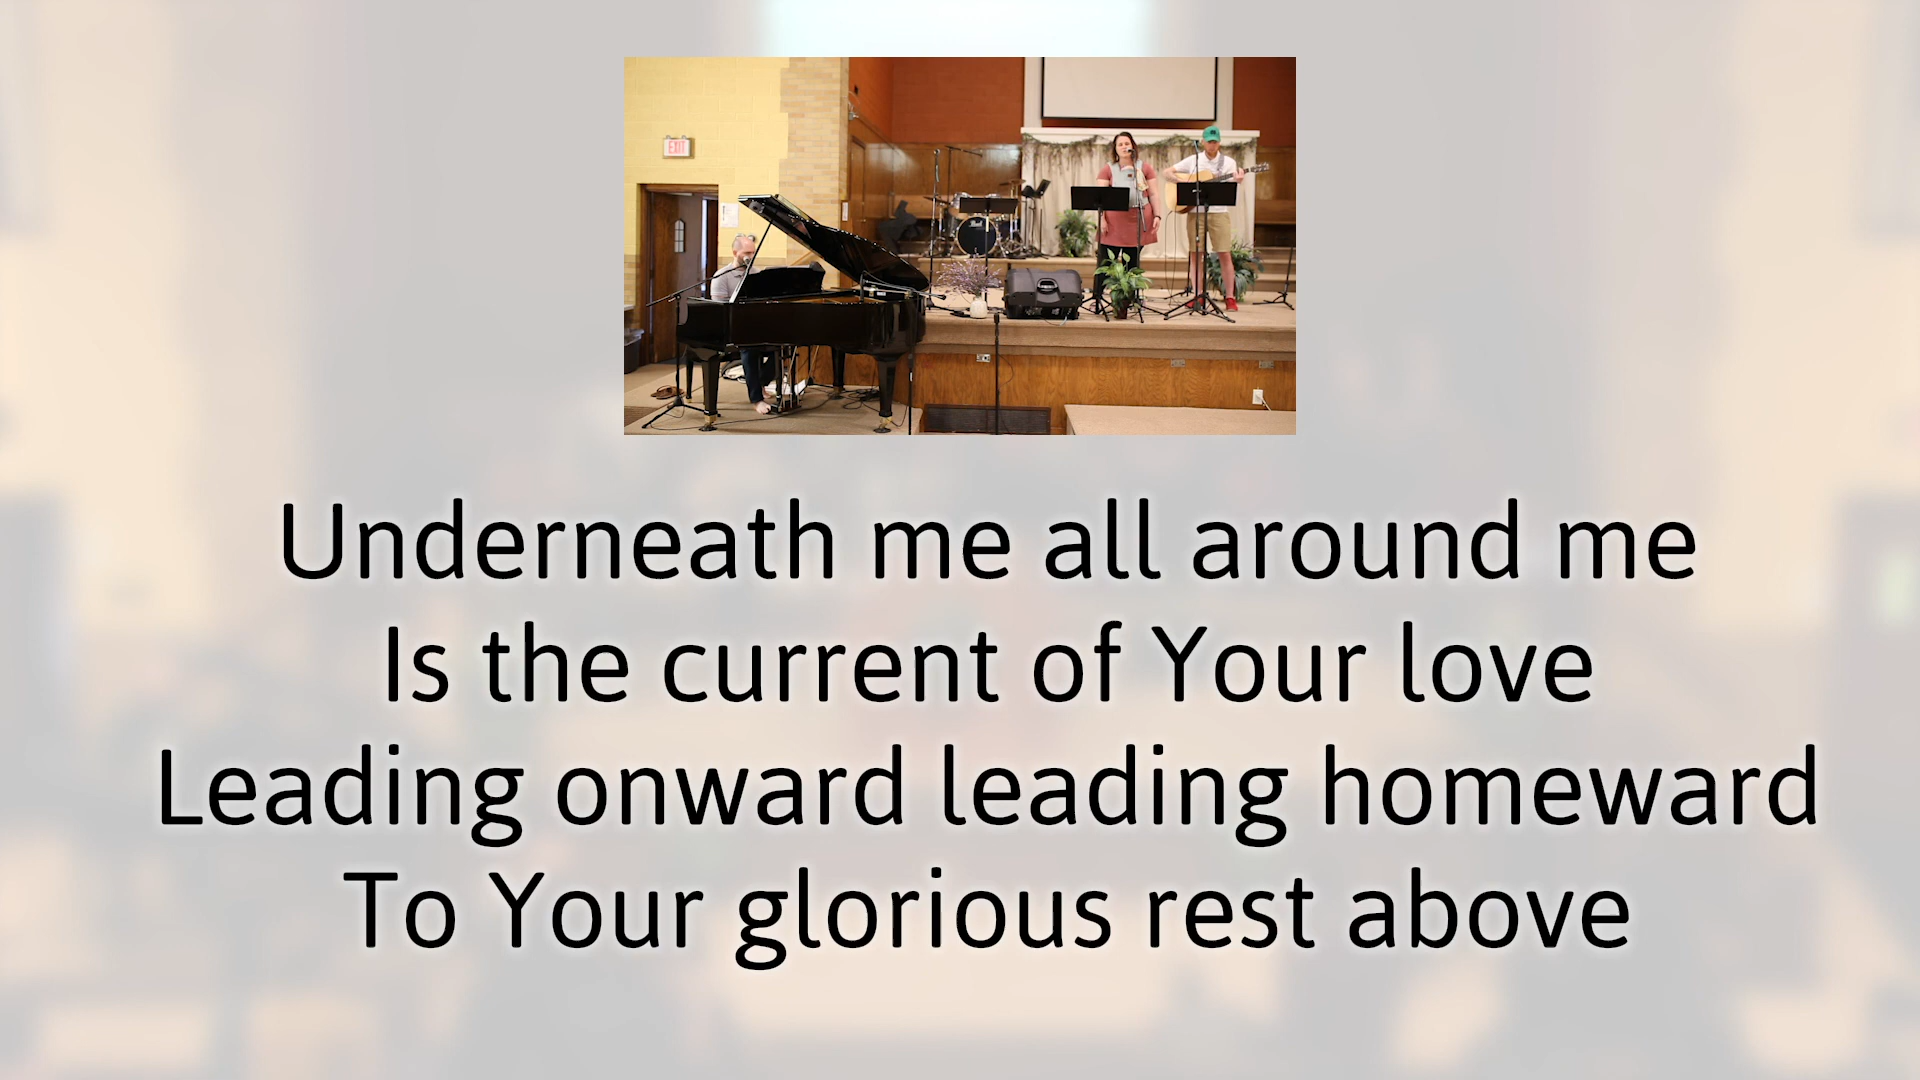 EXIT
Underneath me all around me
Is the current of Your love
Leading onward leading homeward
To Your glorious rest above